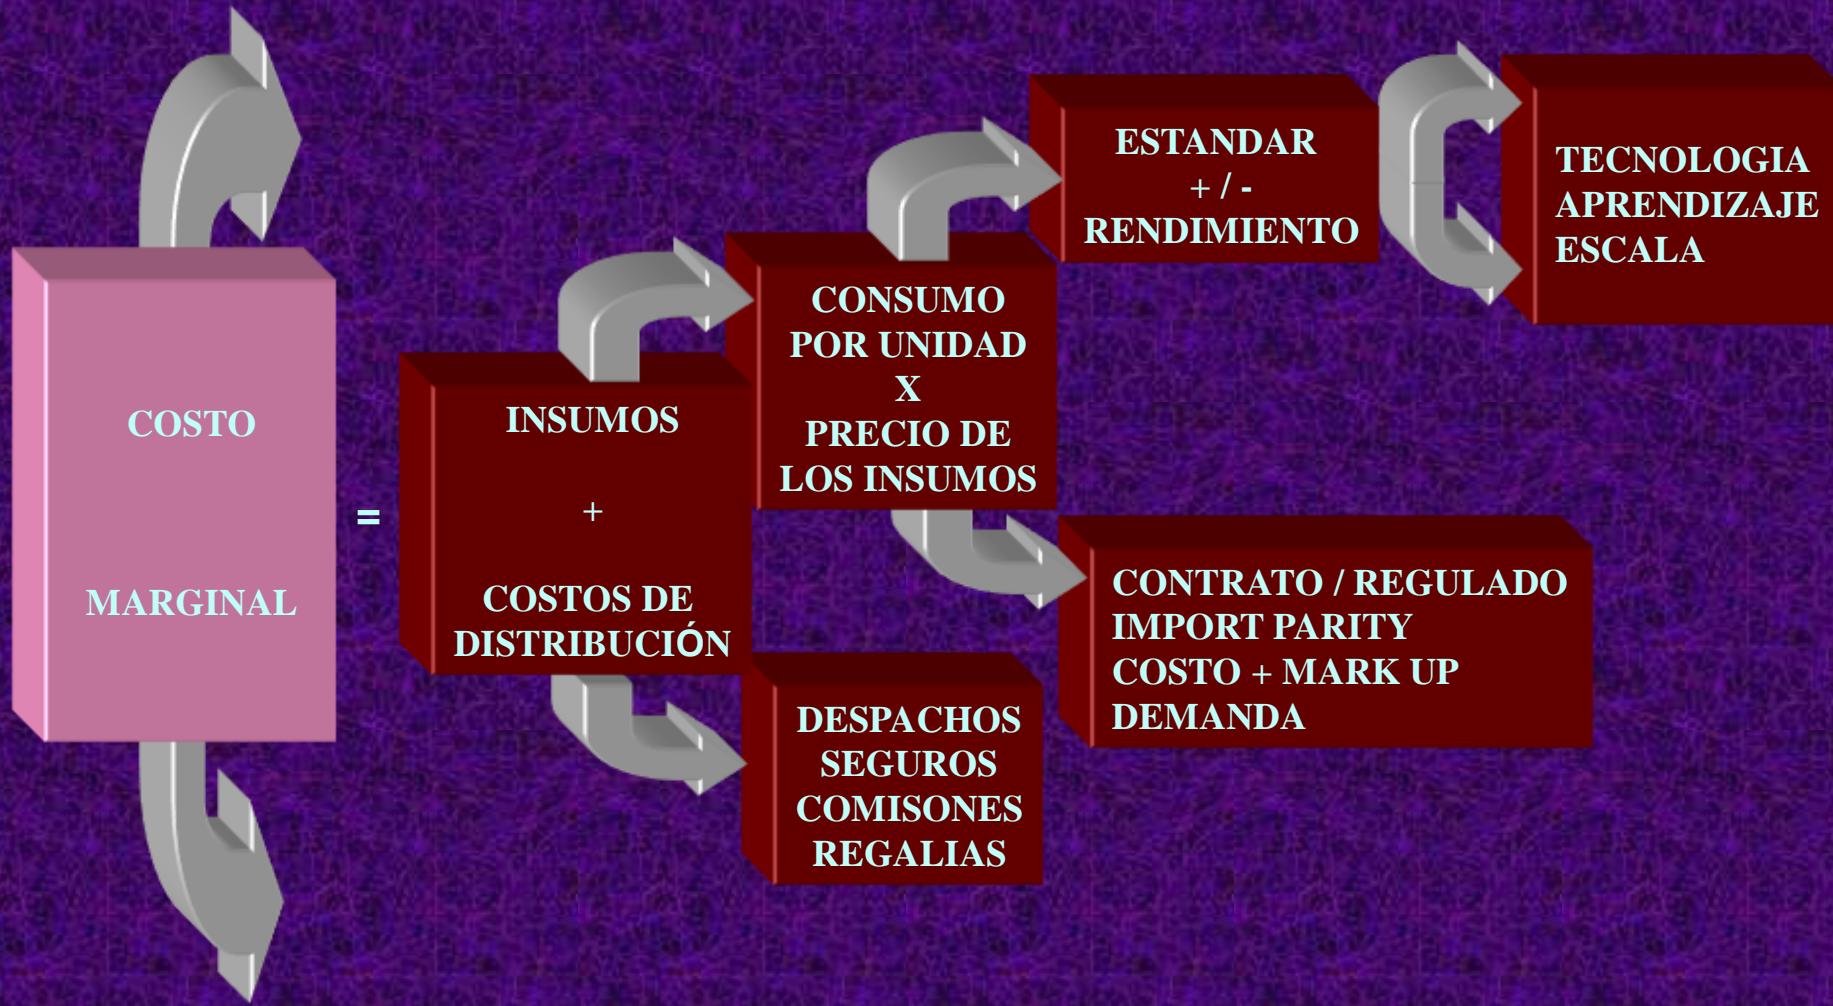 COSTO
MARGINAL
=
INSUMOS
+
COSTOS DE
DISTRIBUCIÓN
CONSUMO
POR UNIDAD
X
PRECIO DE
LOS INSUMOS
DESPACHOS
SEGUROS
COMISONES
REGALIAS
ESTANDAR
+ / -
RENDIMIENTO
CONTRATO / REGULADO
IMPORT PARITY
COSTO + MARK UP
DEMANDA
TECNOLOGIA
APRENDIZAJE
ESCALA